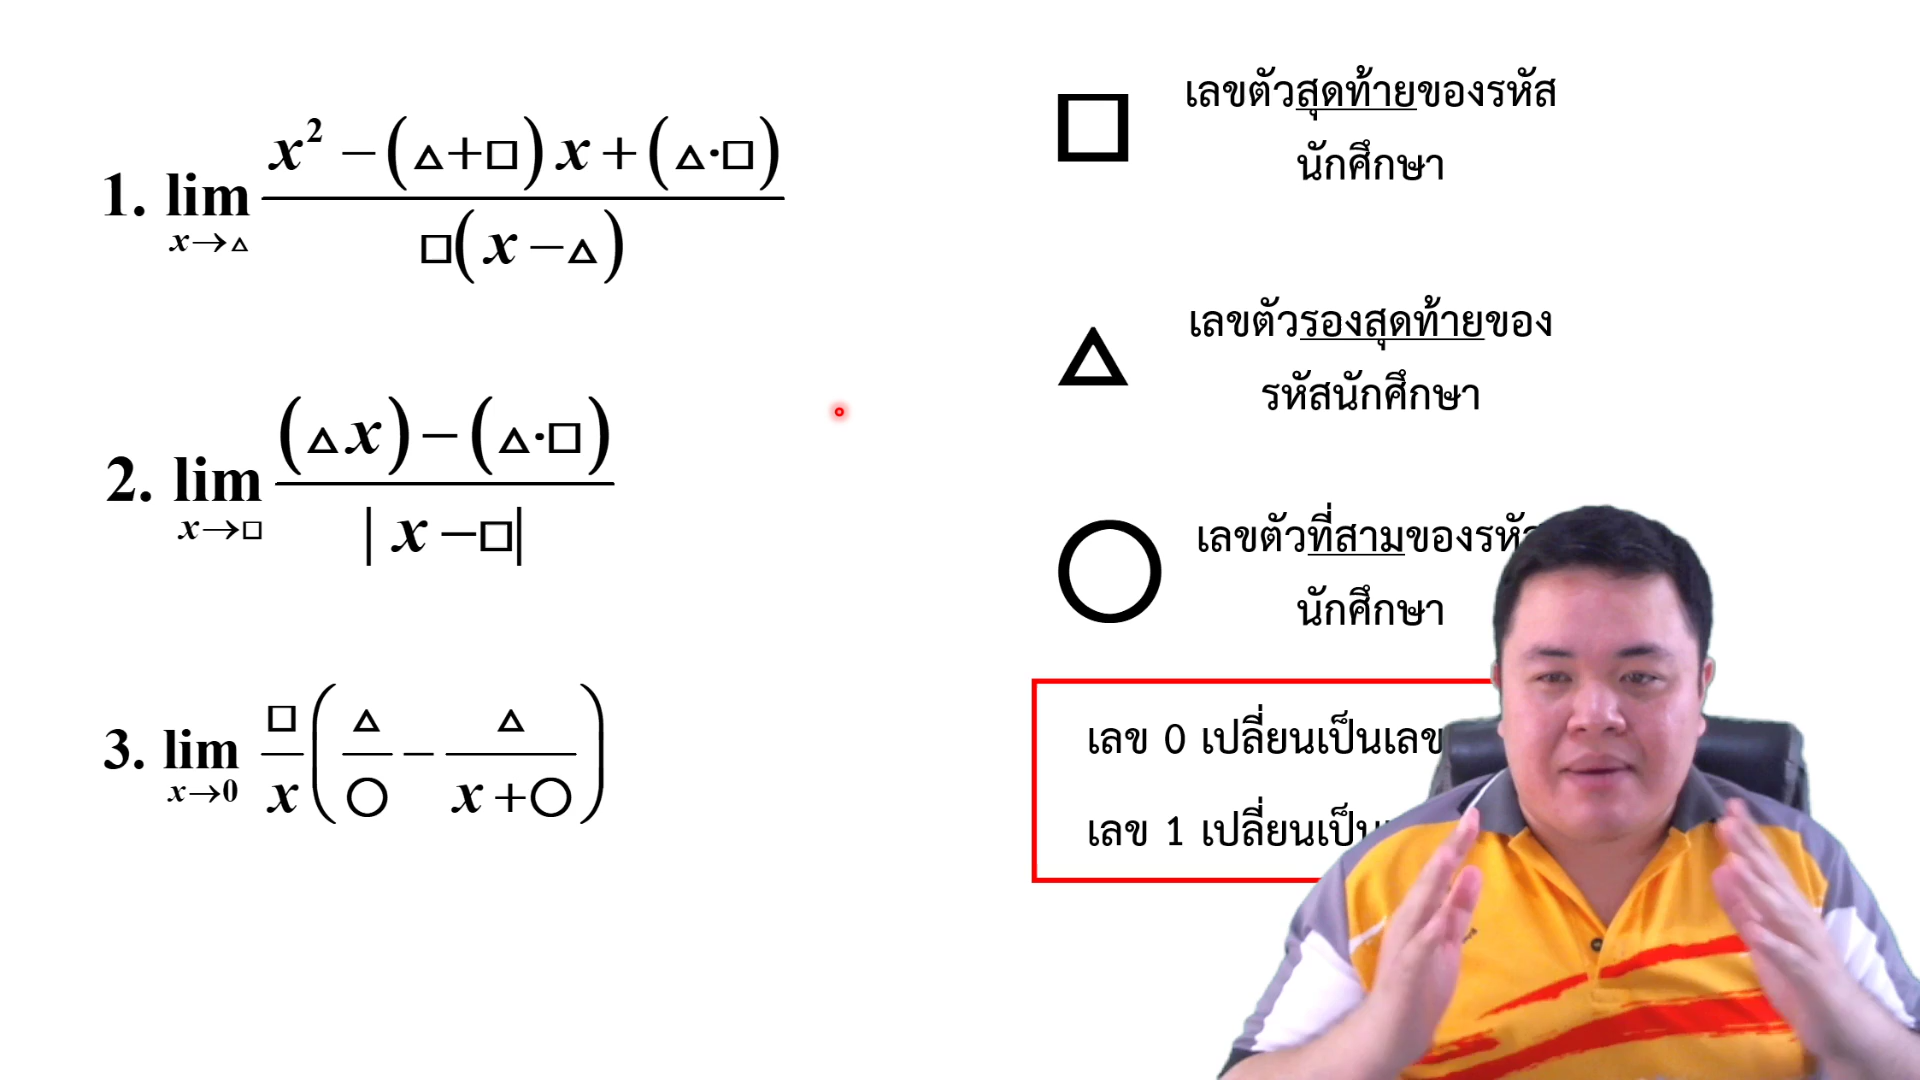 1. lim x→△ (x² − (△+□)x + (△·□)) / (□(x − △))
2. lim x→□ ((△x) − (△·□)) / |x − □|
3. lim x→0 □/x (△/○ − △/(x + ○))
□ เลขตัวสุดท้ายของรหัส
นักศึกษา
△ เลขตัวรองสุดท้ายของ
รหัสนักศึกษา
○ เลขตัวที่สามของรหัส
นักศึกษา
เลข 0 เปลี่ยนเป็นเลข
เลข 1 เปลี่ยนเป็น